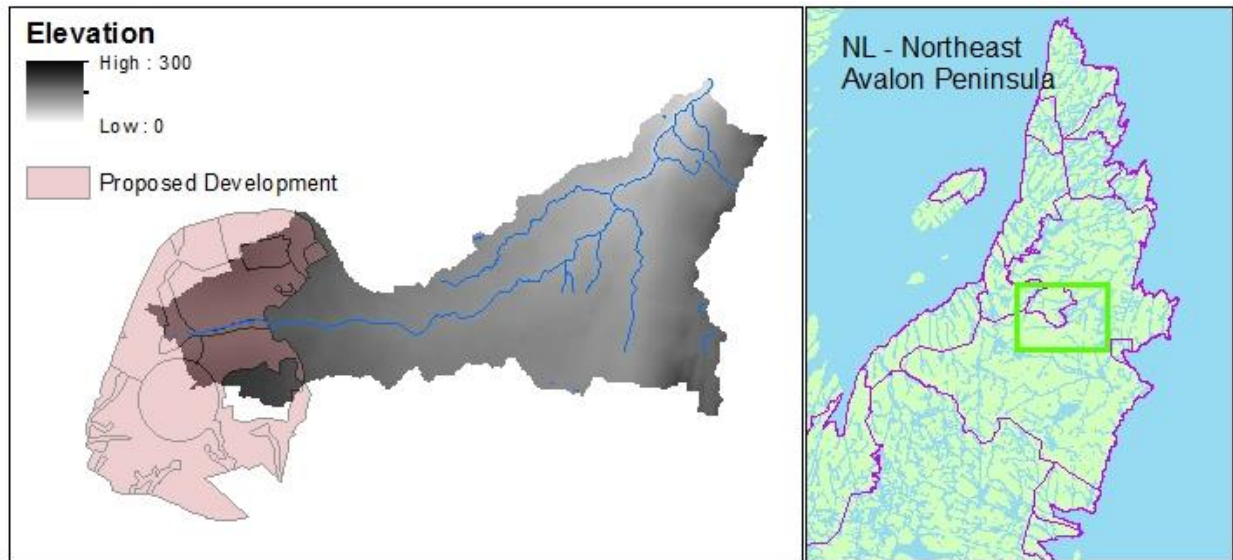 Elevation
High : 300
Low : 0
Proposed Development
NL - Northeast
Avalon Peninsula